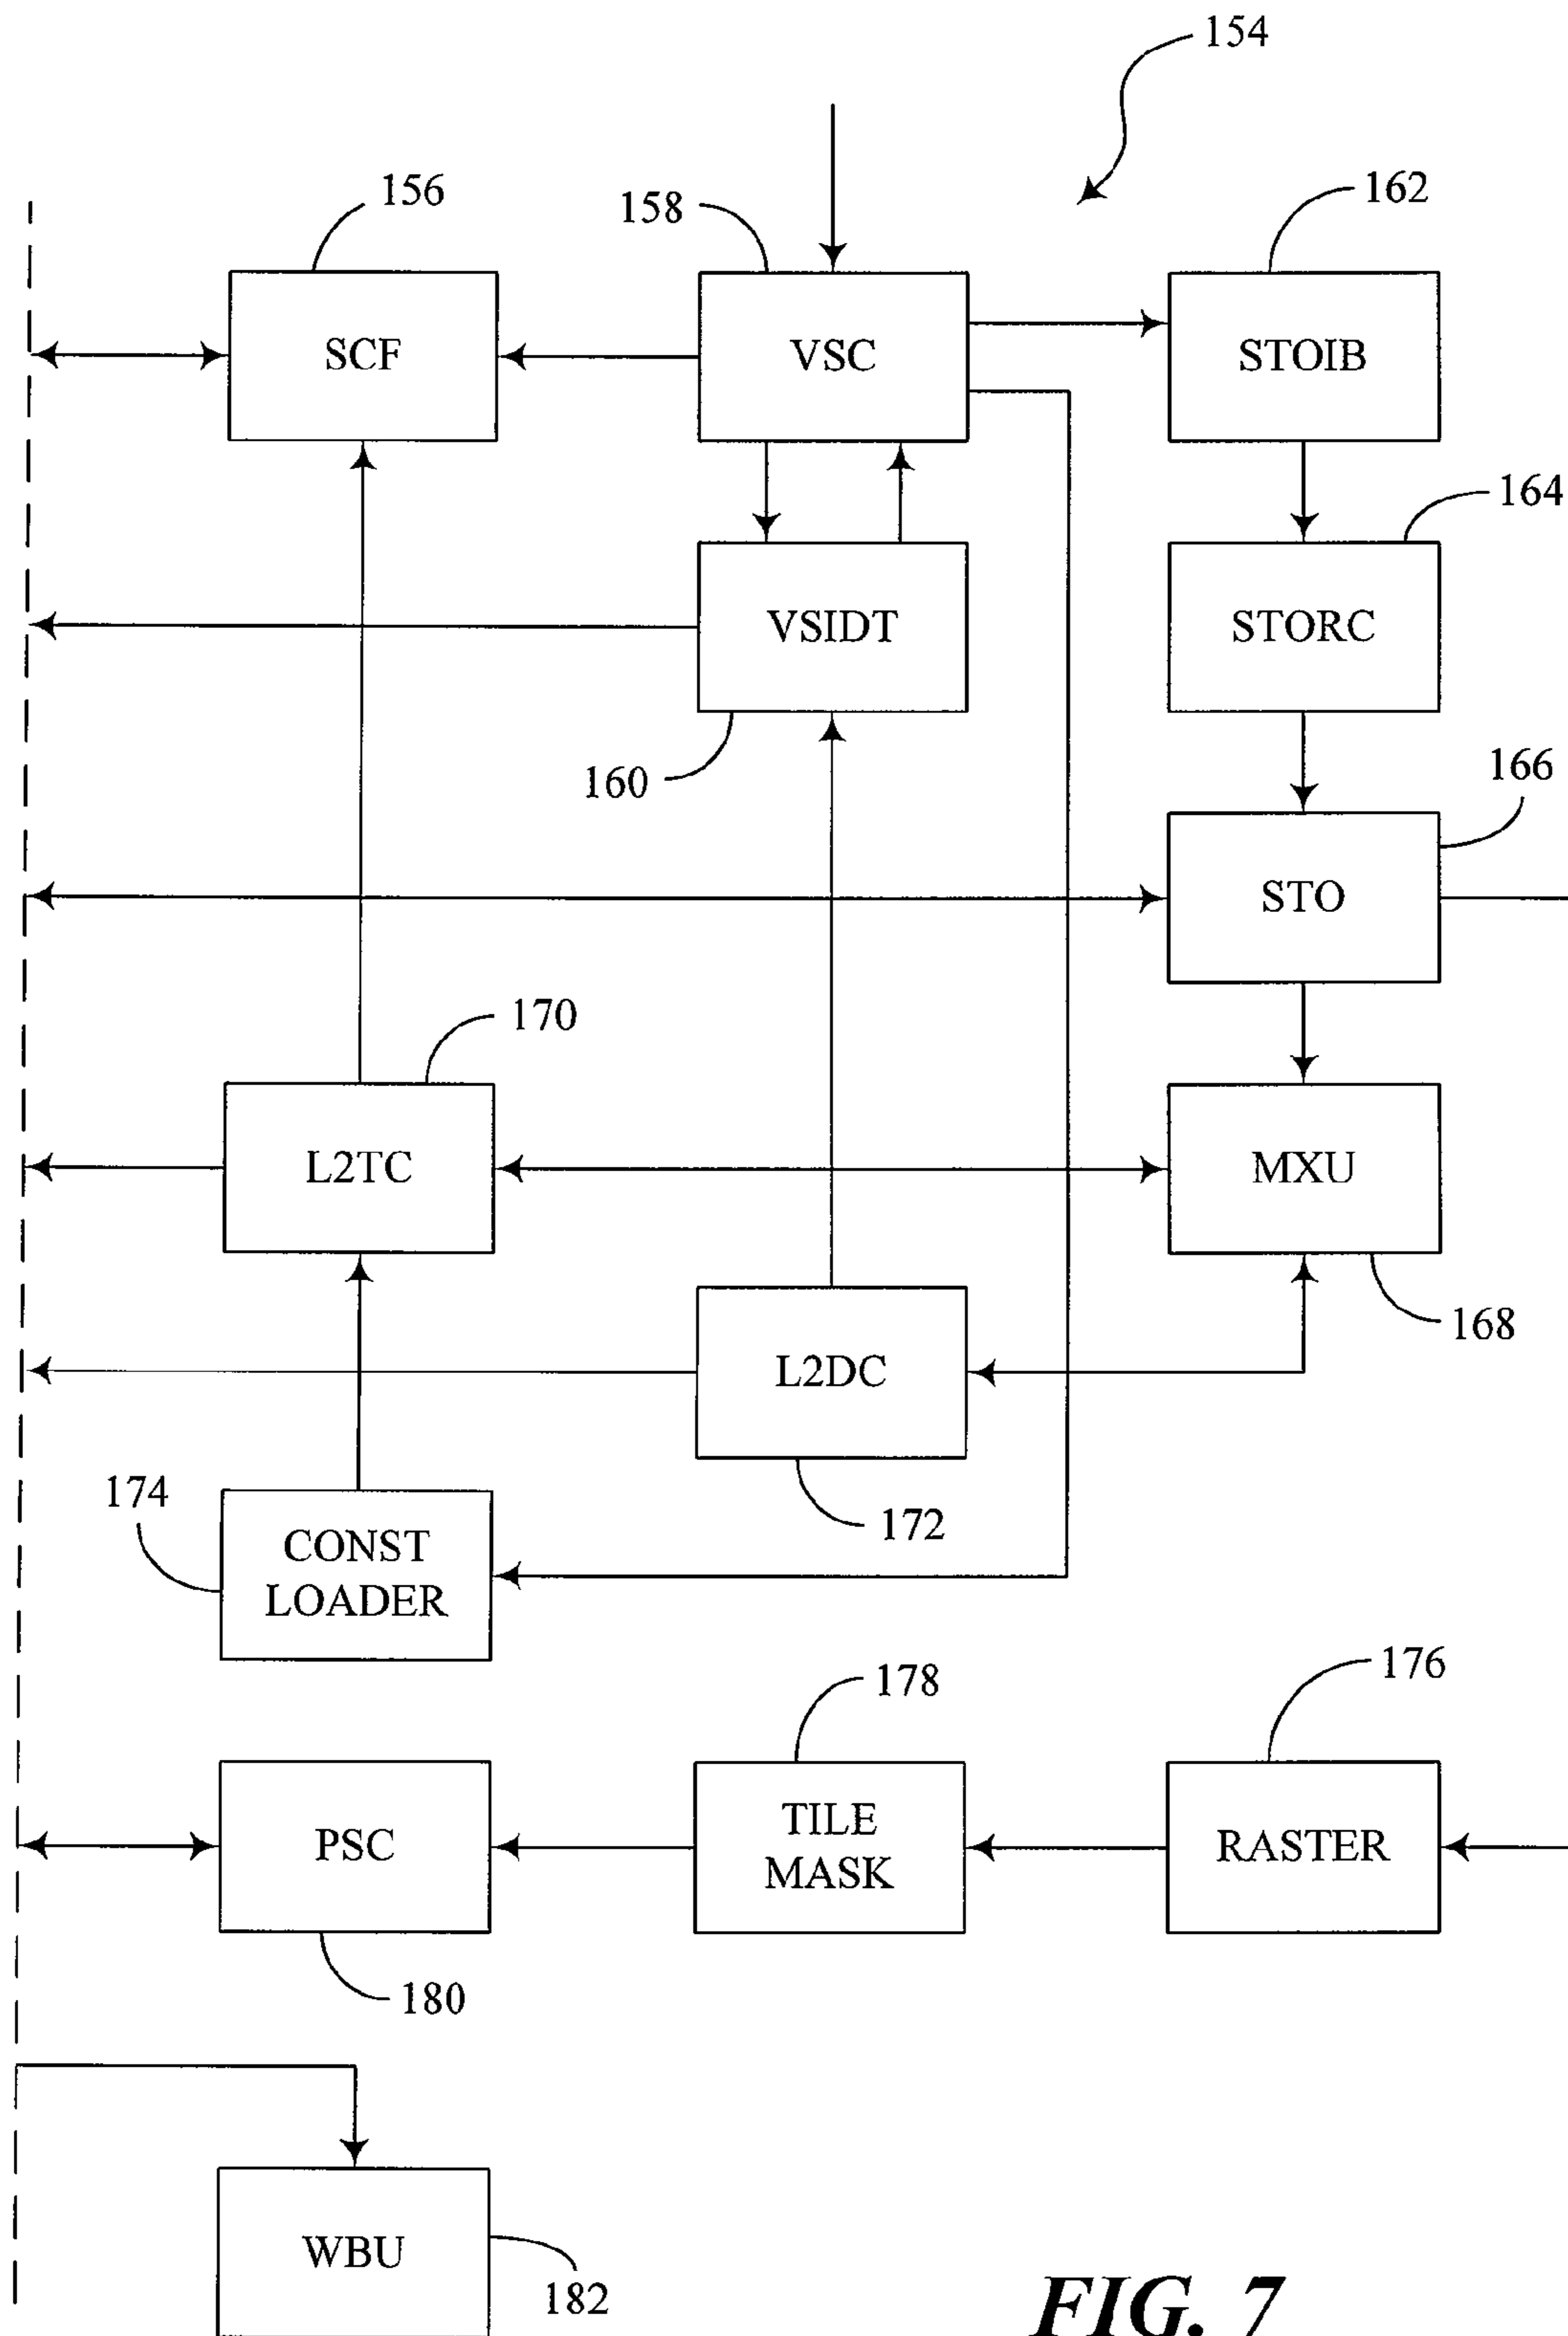 154
156
158
162
SCF
VSC
STOIB
164
VSIDT
STORC
160
166
STO
170
L2TC
MXU
168
L2DC
174
172
CONST
LOADER
178
176
PSC
TILE
MASK
RASTER
180
WBU
182
FIG. 7